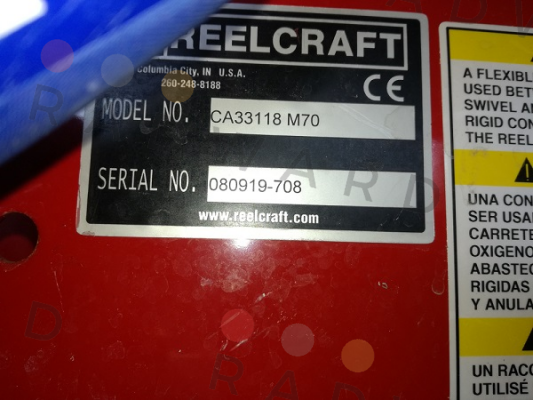 REELCRAFT
Columbia City, IN U.S.A.
260-248-8188
CE
MODEL NO. CA33118 M70
SERIAL NO. 080919-708
www.reelcraft.com
A FLEXIBL
USED BET
SWIVEL A
RIGID CON
THE REEL
UNA CON
SER USA
CARRETE
OXIGENO
ABASTEC
RIGIDAS
Y ANULA
UN RACC
UTILISÉ